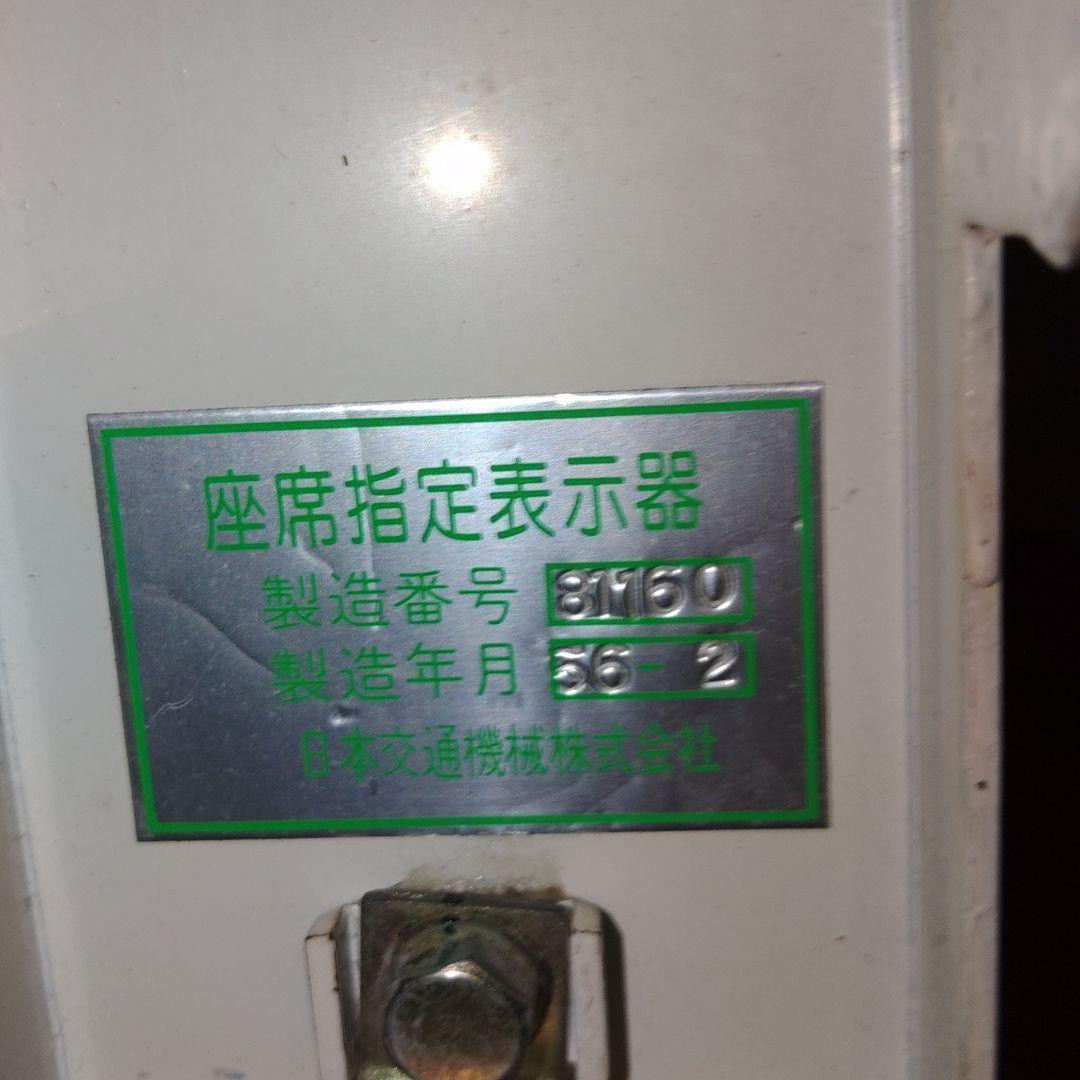 座席指定表示器
製造番号 81160
製造年月 56-2
日本交通機械株式会社